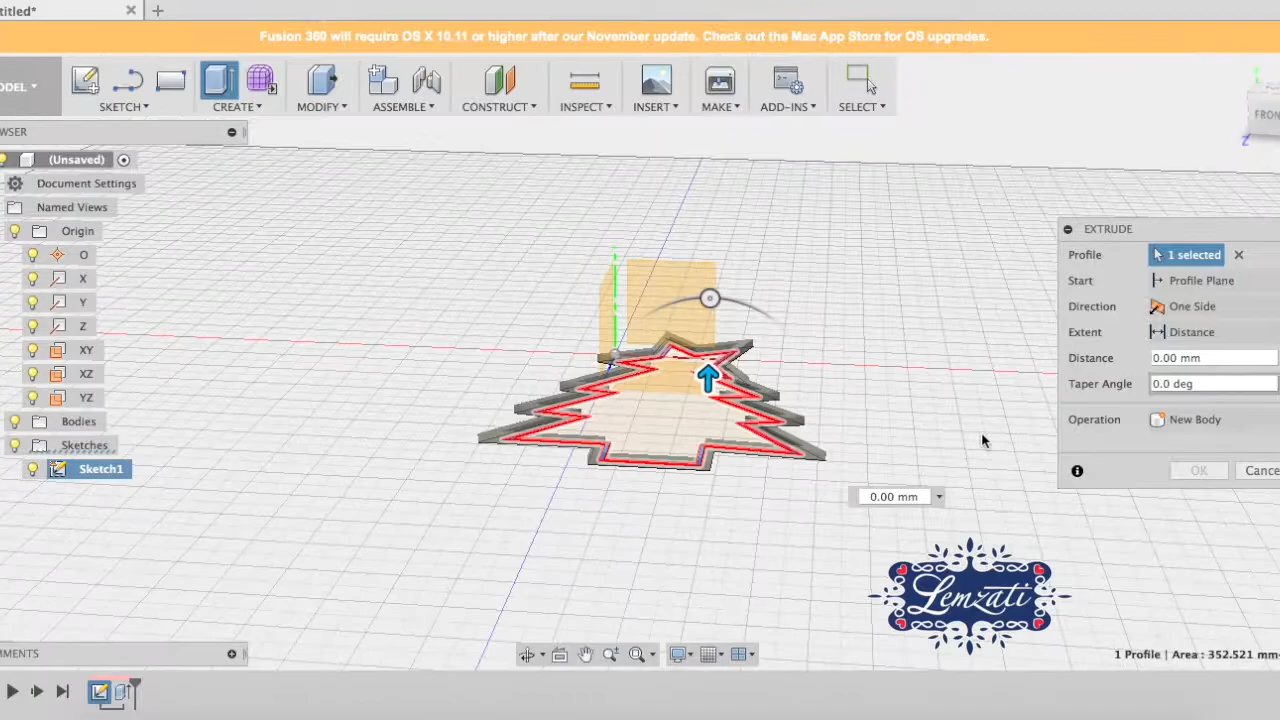 titled*
Fusion 360 will require OS X 10.11 or higher after our November update. Check out the Mac App Store for OS upgrades.
ODEL
SKETCH
CREATE
MODIFY
ASSEMBLE
CONSTRUCT
INSPECT
INSERT
MAKE
ADD-INS
SELECT
FRON
Z
WSER
(Unsaved)
Document Settings
Named Views
Origin
O
X
Y
Z
XY
XZ
YZ
Bodies
Sketches
Sketch1
EXTRUDE
Profile 1 selected
Start Profile Plane
Direction One Side
Extent Distance
Distance 0.00 mm
Taper Angle 0.0 deg
Operation New Body
OK Cance
0.00 mm
Lemzati
MMENTS
1 Profile | Area : 352.521 mm